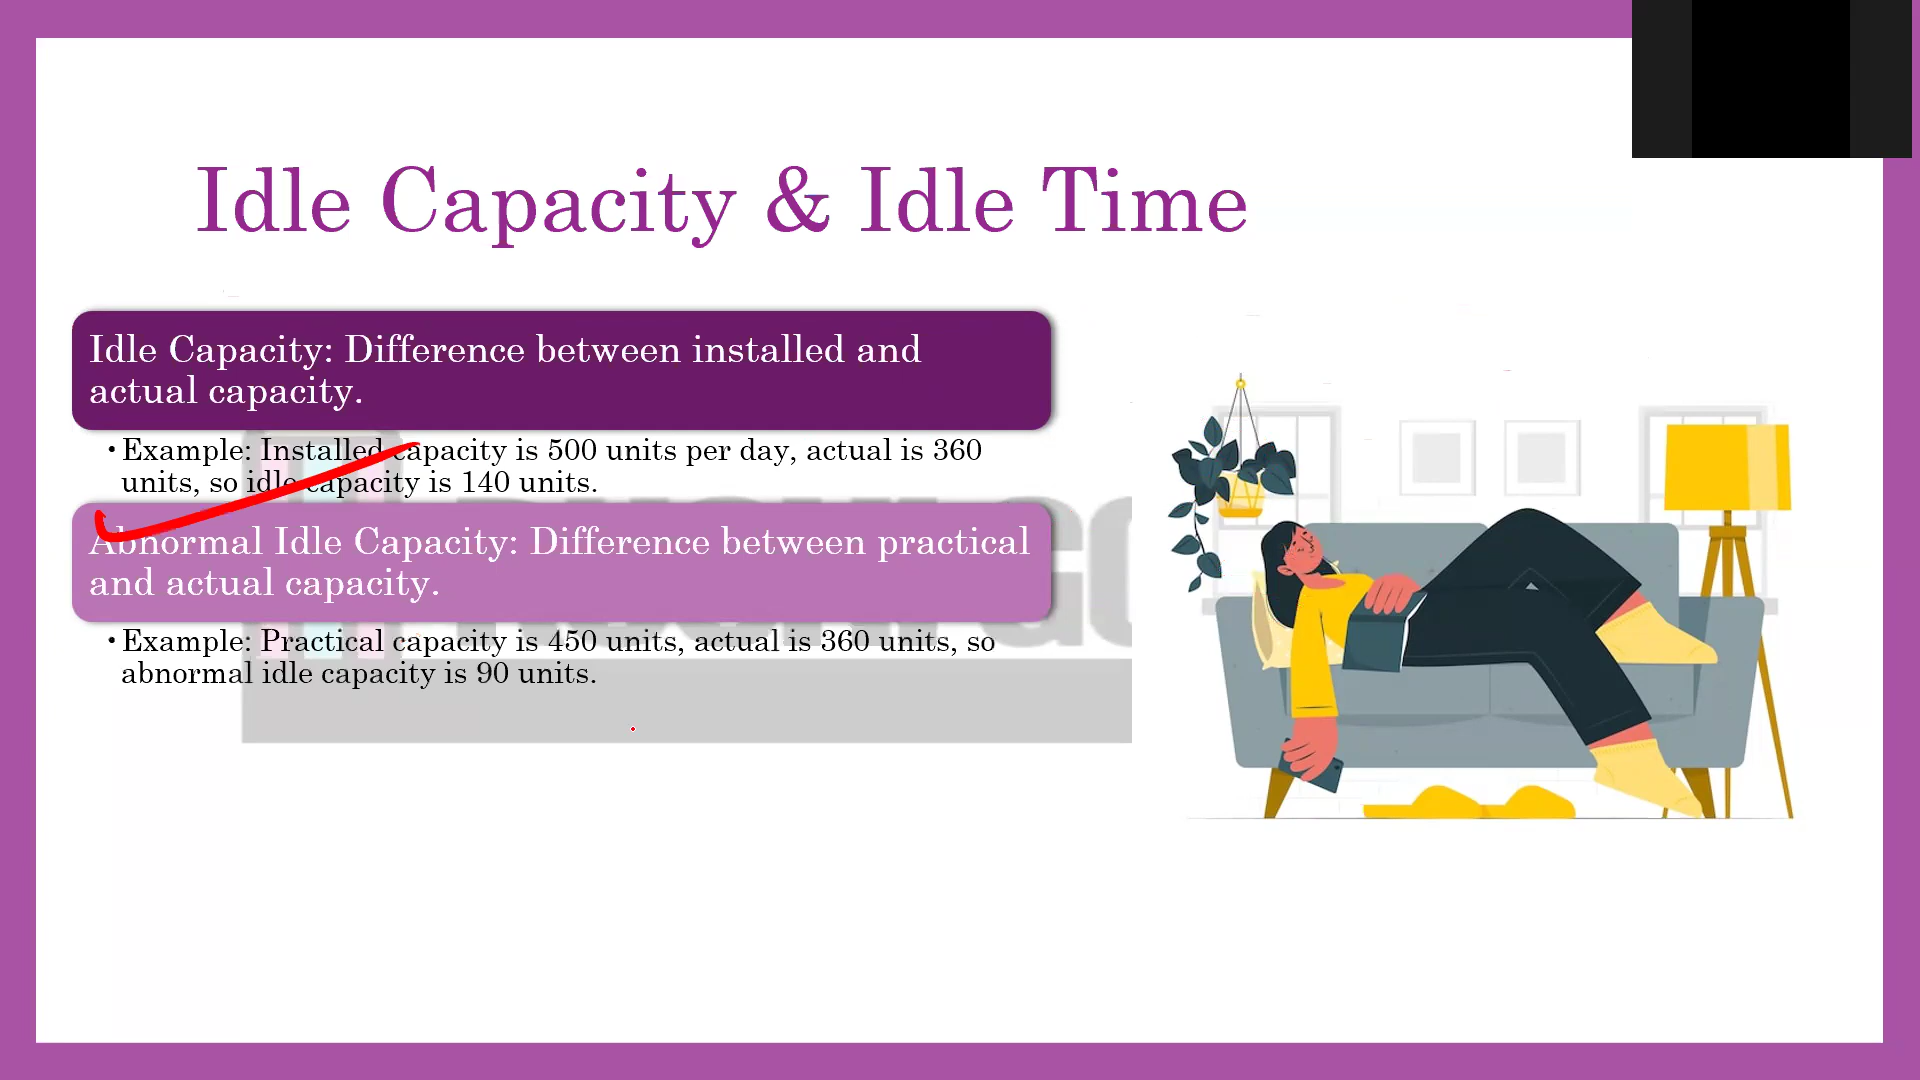 Idle Capacity & Idle Time
Idle Capacity: Difference between installed and
actual capacity.
• Example: Installed capacity is 500 units per day, actual is 360
units, so idle capacity is 140 units.
Abnormal Idle Capacity: Difference between practical
and actual capacity.
• Example: Practical capacity is 450 units, actual is 360 units, so
abnormal idle capacity is 90 units.